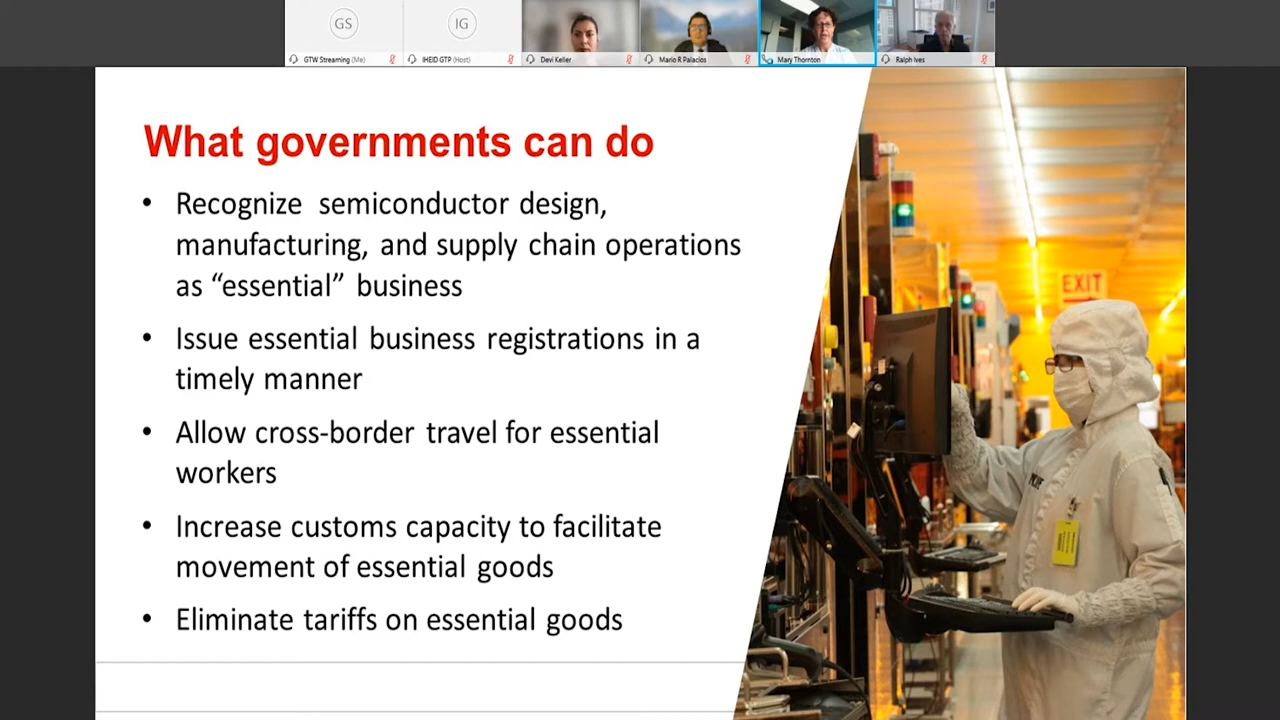 GS
IG
GTW Streaming (Me)
IHEID GTP (Host)
Devi Keller
Mario R Palacios
Mary Thornton
Ralph Ives
What governments can do
• Recognize semiconductor design,
manufacturing, and supply chain operations
as “essential” business
• Issue essential business registrations in a
timely manner
• Allow cross-border travel for essential
workers
• Increase customs capacity to facilitate
movement of essential goods
• Eliminate tariffs on essential goods
EXIT